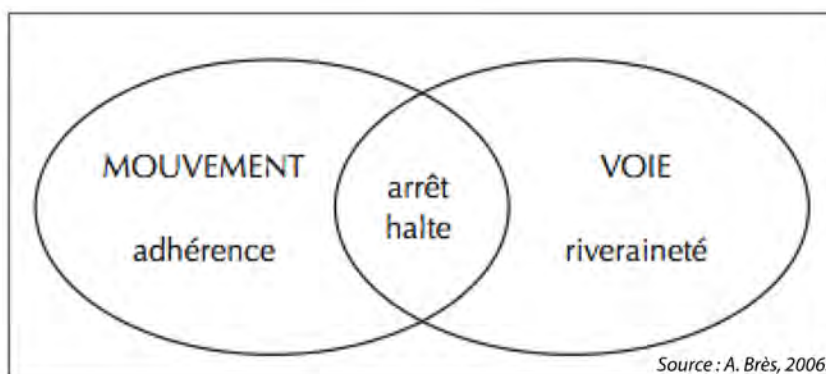 MOUVEMENT
adhérence
arrêt
halte
VOIE
riveraineté
Source : A. Brès, 2006